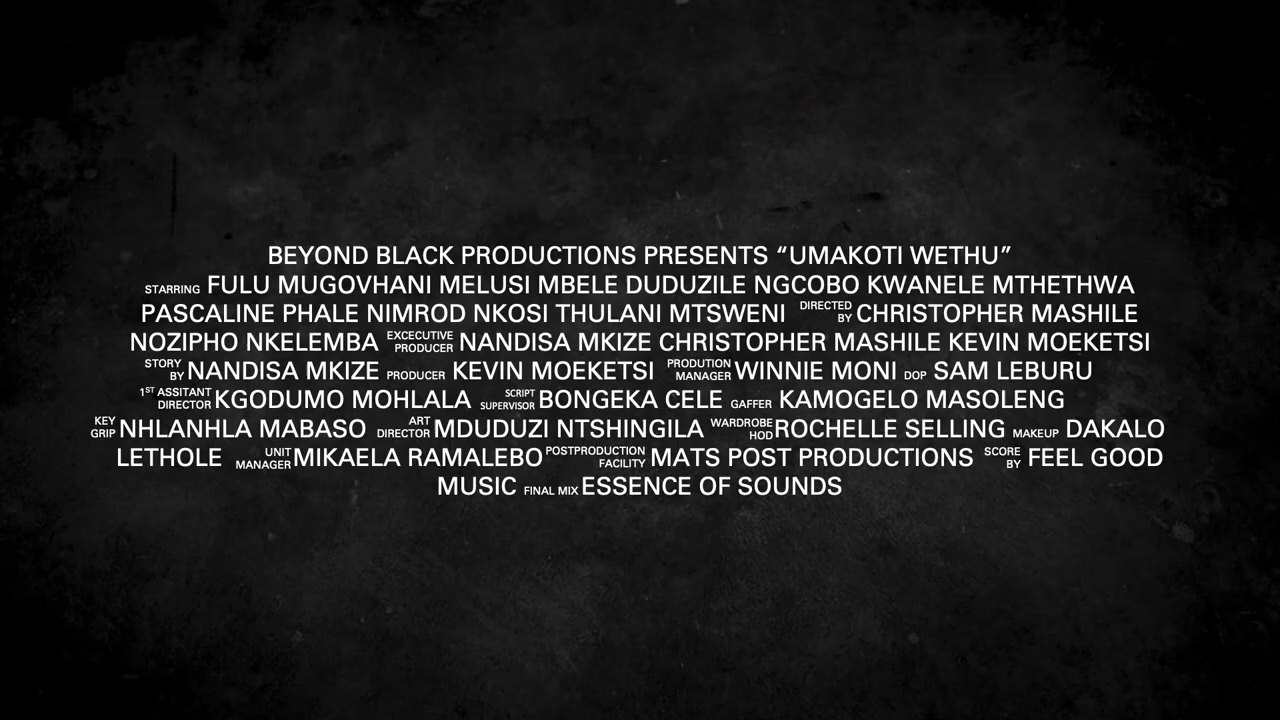 BEYOND BLACK PRODUCTIONS PRESENTS “UMAKOTI WETHU”
STARRING FULU MUGOVHANI MELUSI MBELE DUDUZILE NGCOBO KWANELE MTHETHWA
PASCALINE PHALE NIMROD NKOSI THULANI MTSWENI DIRECTED BY CHRISTOPHER MASHILE
NOZIPHO NKELEMBA EXCECUTIVE PRODUCER NANDISA MKIZE CHRISTOPHER MASHILE KEVIN MOEKETSI
STORY BY NANDISA MKIZE PRODUCER KEVIN MOEKETSI PRODUTION MANAGER WINNIE MONI DOP SAM LEBURU
1ST ASSITANT DIRECTOR KGODUMO MOHLALA SCRIPT SUPERVISOR BONGEKA CELE GAFFER KAMOGELO MASOLENG
KEY GRIP NHLANHLA MABASO ART DIRECTOR MDUDUZI NTSHINGILA WARDROBE HOD ROCHELLE SELLING MAKEUP DAKALO
LETHOLE UNIT MANAGER MIKAELA RAMALEBO POSTPRODUCTION FACILITY MATS POST PRODUCTIONS SCORE BY FEEL GOOD
MUSIC FINAL MIX ESSENCE OF SOUNDS